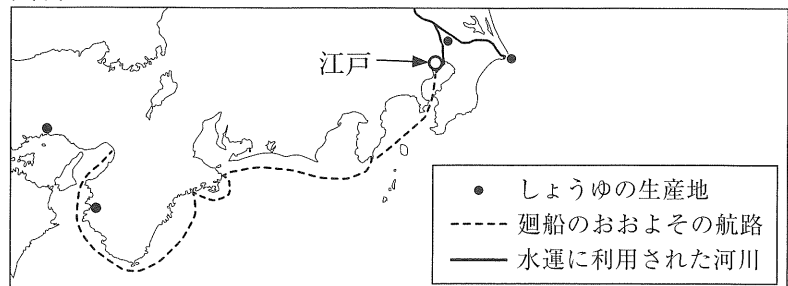 江戸
しょうゆの生産地
廻船のおおよその航路
水運に利用された河川